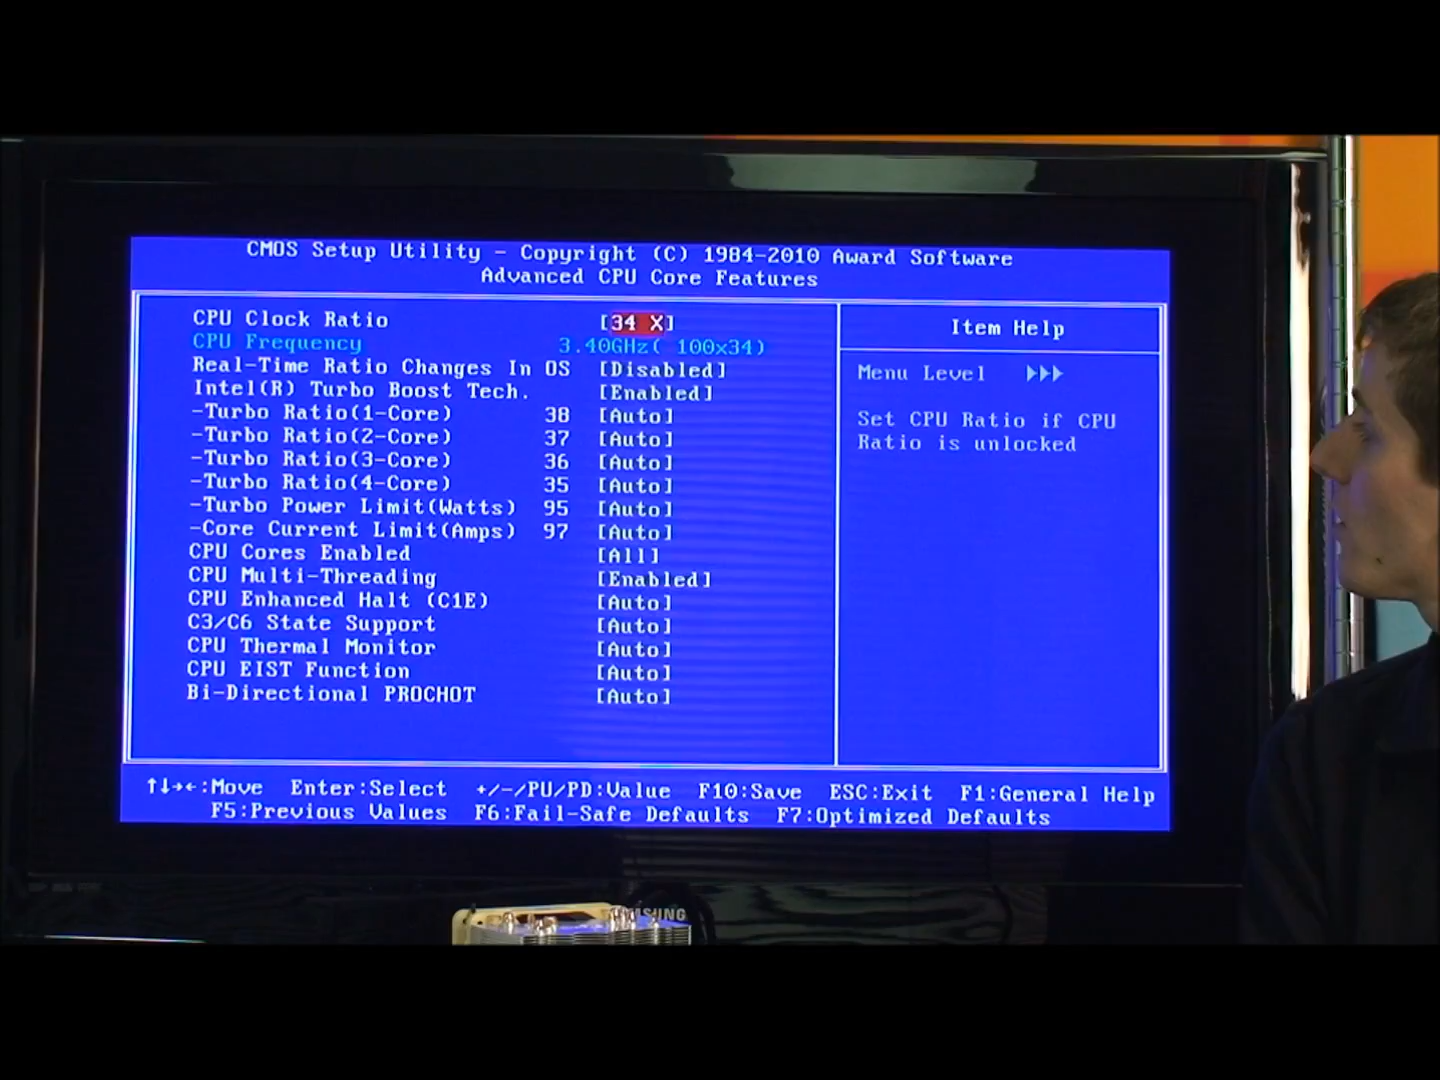 CMOS Setup Utility - Copyright (C) 1984-2010 Award Software
Advanced CPU Core Features
CPU Clock Ratio [34 X]
CPU Frequency 3.40GHz( 100x34)
Real-Time Ratio Changes In OS [Disabled]
Intel(R) Turbo Boost Tech. [Enabled]
-Turbo Ratio(1-Core) 38 [Auto]
-Turbo Ratio(2-Core) 37 [Auto]
-Turbo Ratio(3-Core) 36 [Auto]
-Turbo Ratio(4-Core) 35 [Auto]
-Turbo Power Limit(Watts) 95 [Auto]
-Core Current Limit(Amps) 97 [Auto]
CPU Cores Enabled [All]
CPU Multi-Threading [Enabled]
CPU Enhanced Halt (C1E) [Auto]
C3/C6 State Support [Auto]
CPU Thermal Monitor [Auto]
CPU EIST Function [Auto]
Bi-Directional PROCHOT [Auto]
Item Help
Menu Level ▶▶▶
Set CPU Ratio if CPU
Ratio is unlocked
↑↓→←:Move Enter:Select +/-/PU/PD:Value F10:Save ESC:Exit F1:General Help
F5:Previous Values F6:Fail-Safe Defaults F7:Optimized Defaults